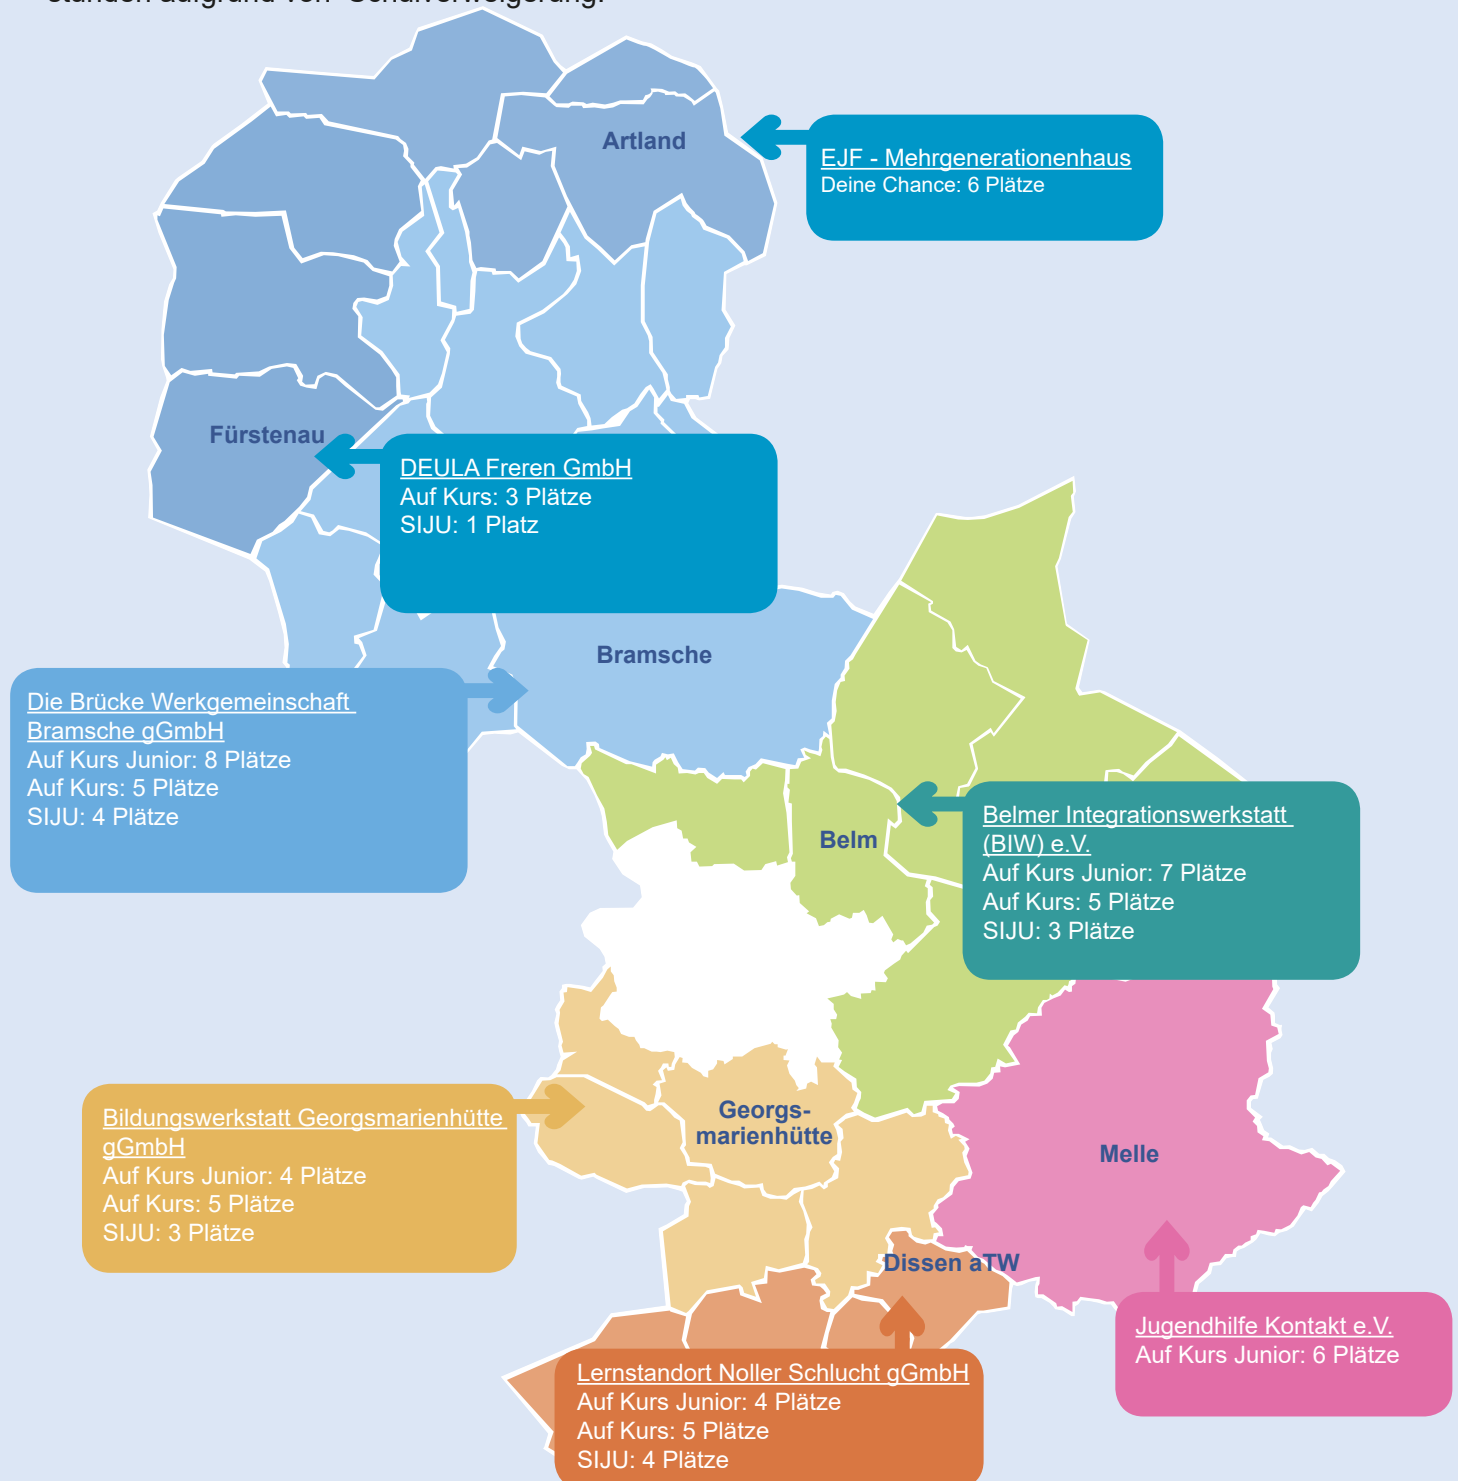 standen aufgrund von Schulverweigerung.
Artland
EJF - Mehrgenerationenhaus
Deine Chance: 6 Plätze
Fürstenau
DEULA Freren GmbH
Auf Kurs: 3 Plätze
SIJU: 1 Platz
Bramsche
Die Brücke Werkgemeinschaft
Bramsche gGmbH
Auf Kurs Junior: 8 Plätze
Auf Kurs: 5 Plätze
SIJU: 4 Plätze
Belm
Belmer Integrationswerkstatt
(BIW) e.V.
Auf Kurs Junior: 7 Plätze
Auf Kurs: 5 Plätze
SIJU: 3 Plätze
Bildungswerkstatt Georgsmarienhütte
gGmbH
Auf Kurs Junior: 4 Plätze
Auf Kurs: 5 Plätze
SIJU: 3 Plätze
Georgs-
marienhütte
Melle
Dissen aTW
Jugendhilfe Kontakt e.V.
Auf Kurs Junior: 6 Plätze
Lernstandort Noller Schlucht gGmbH
Auf Kurs Junior: 4 Plätze
Auf Kurs: 5 Plätze
SIJU: 4 Plätze